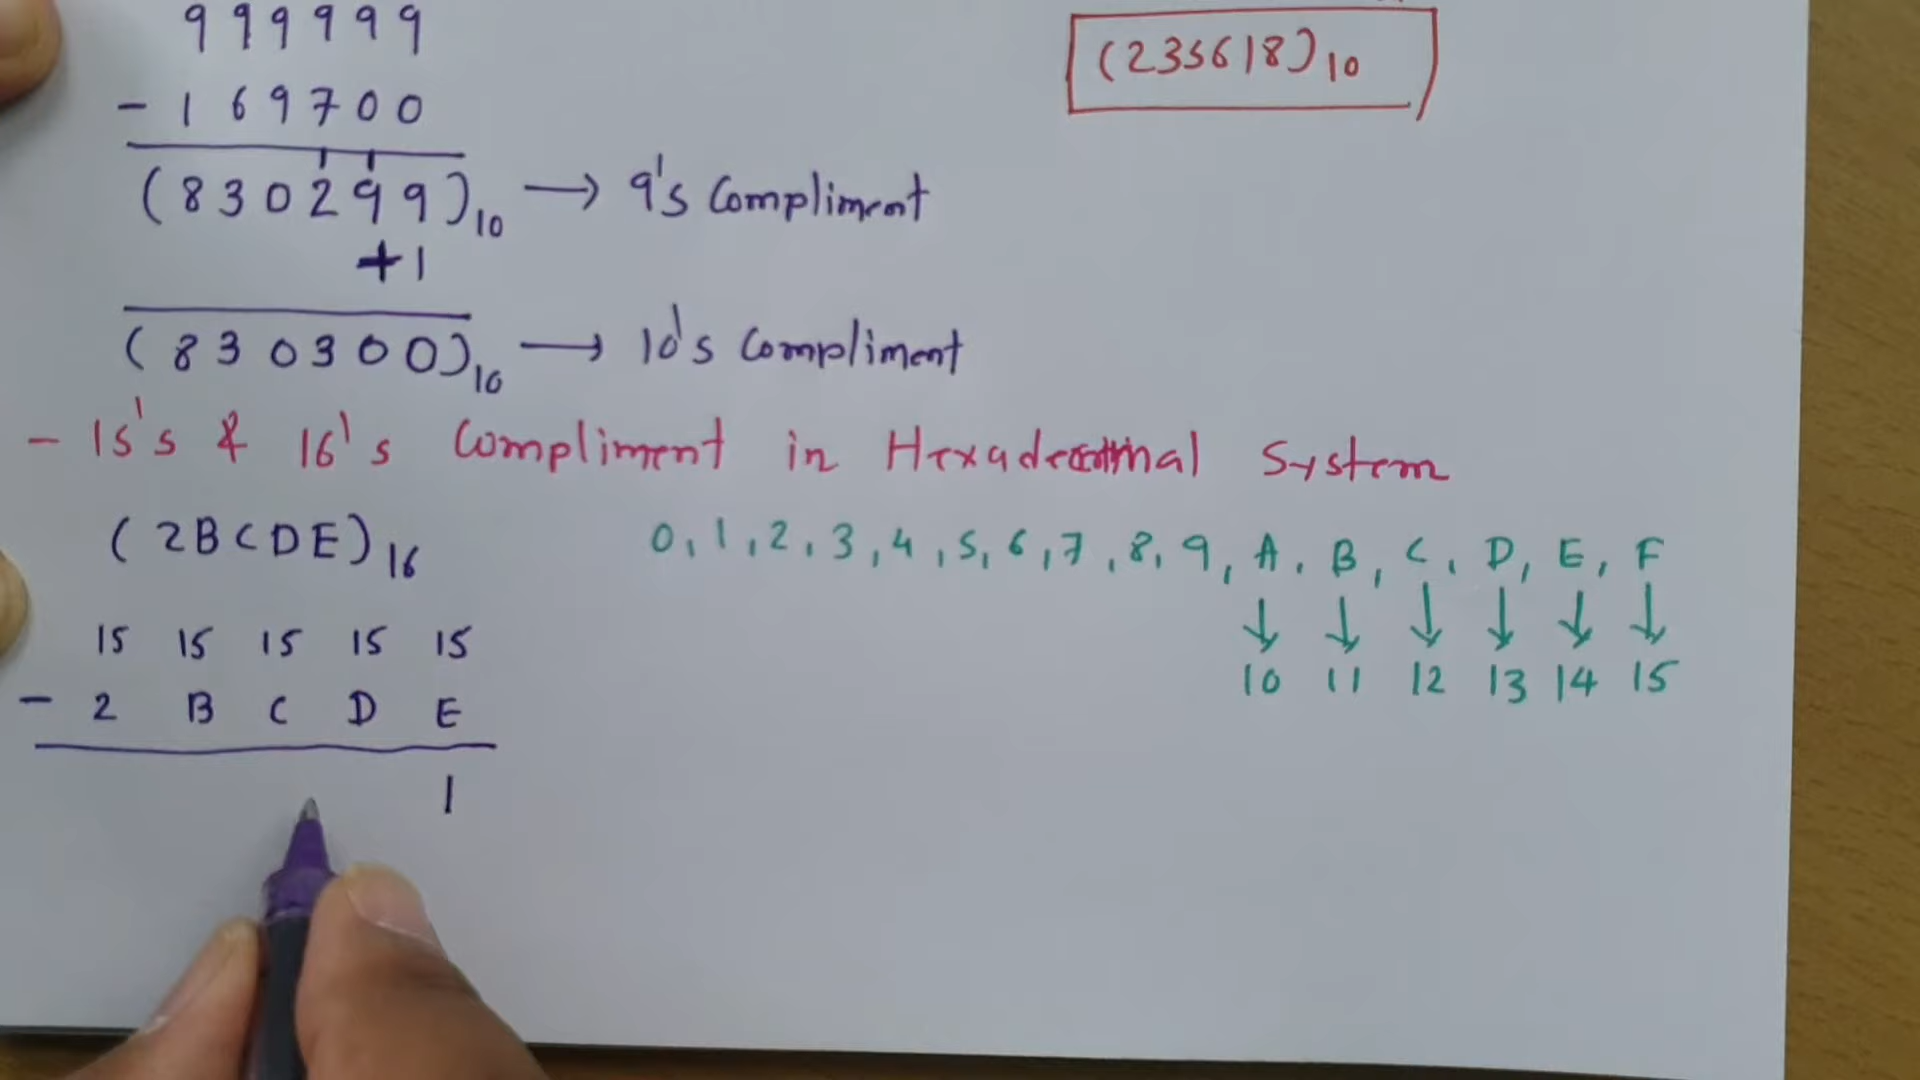 999999
(235618)10
- 169700
(830299)10 → 9's Compliment
+1
(830300)10 → 10's Compliment
- 15's & 16's Compliment in System
(2BCDE)16
0, 1, 2, 3, 4, 5, 6, 7, 8, 9, A, B, C, D, E, F
↓ ↓ ↓ ↓ ↓ ↓
10 11 12 13 14 15
15 15 15 15 15
- 2 B C D E
1